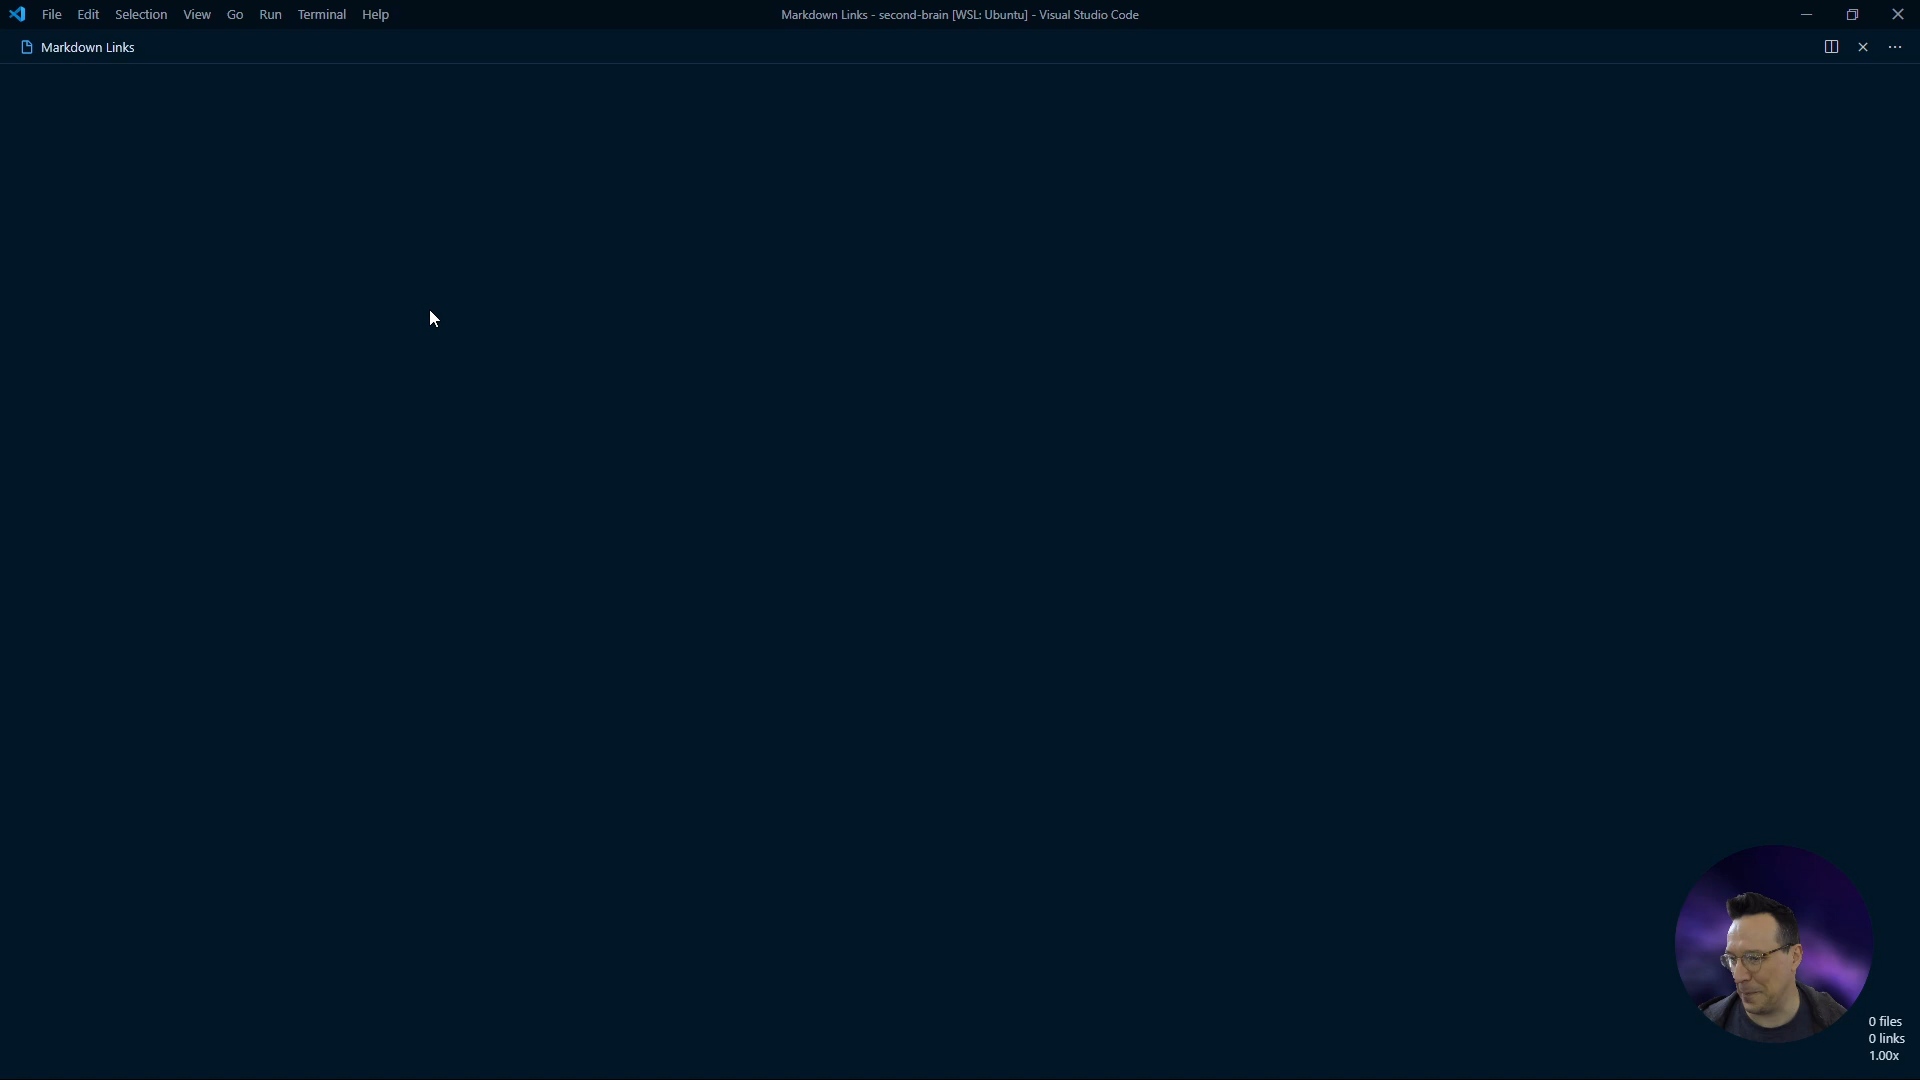 File Edit Selection View Go Run Terminal Help
Markdown Links - second-brain [WSL: Ubuntu] - Visual Studio Code
Markdown Links
0 files
0 links
1.00x